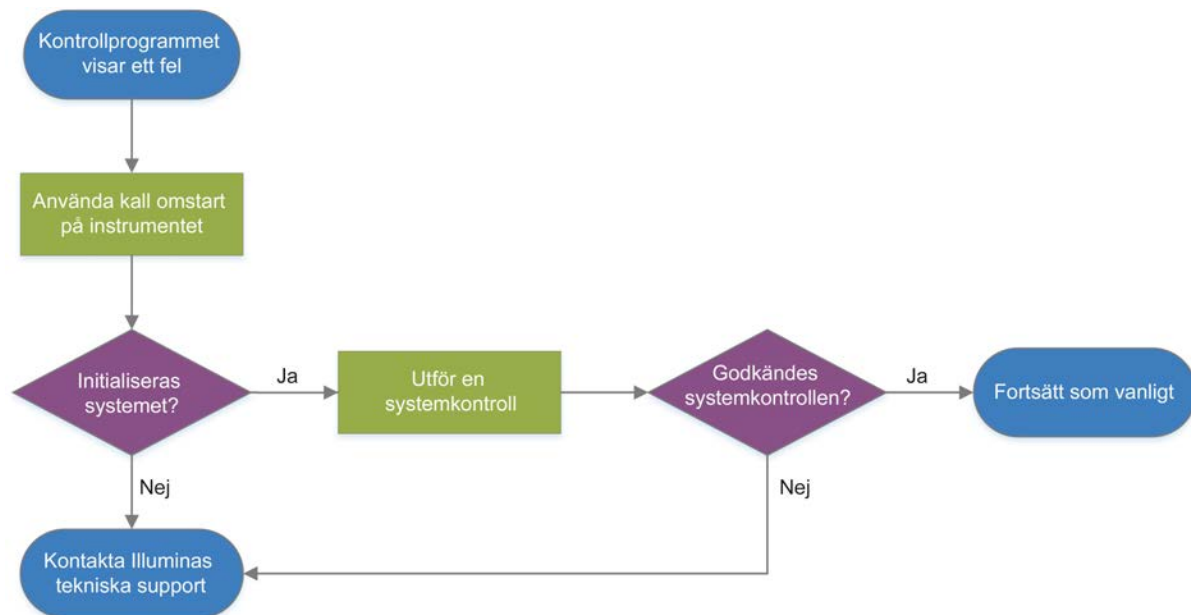 Kontrollprogrammet
visar ett fel
Använda kall omstart
på instrumentet
Initialiseras
systemet?
Ja
Utför en
systemkontroll
Godkändes
systemkontrollen?
Ja
Fortsätt som vanligt
Nej
Nej
Kontakta Illuminas
tekniska support